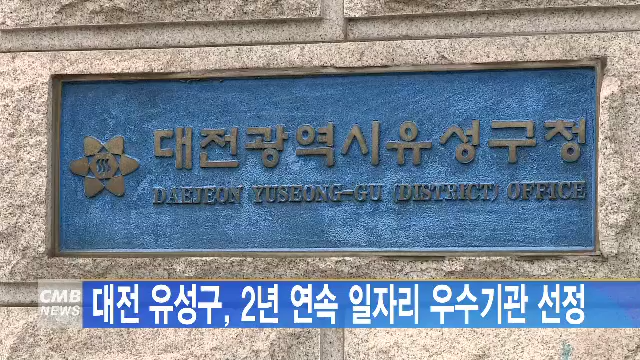 대전광역시유성구청
DAEJEON YUSEONG-GU (DISTRICT) OFFICE
CMB NEWS
대전 유성구, 2년 연속 일자리 우수기관 선정